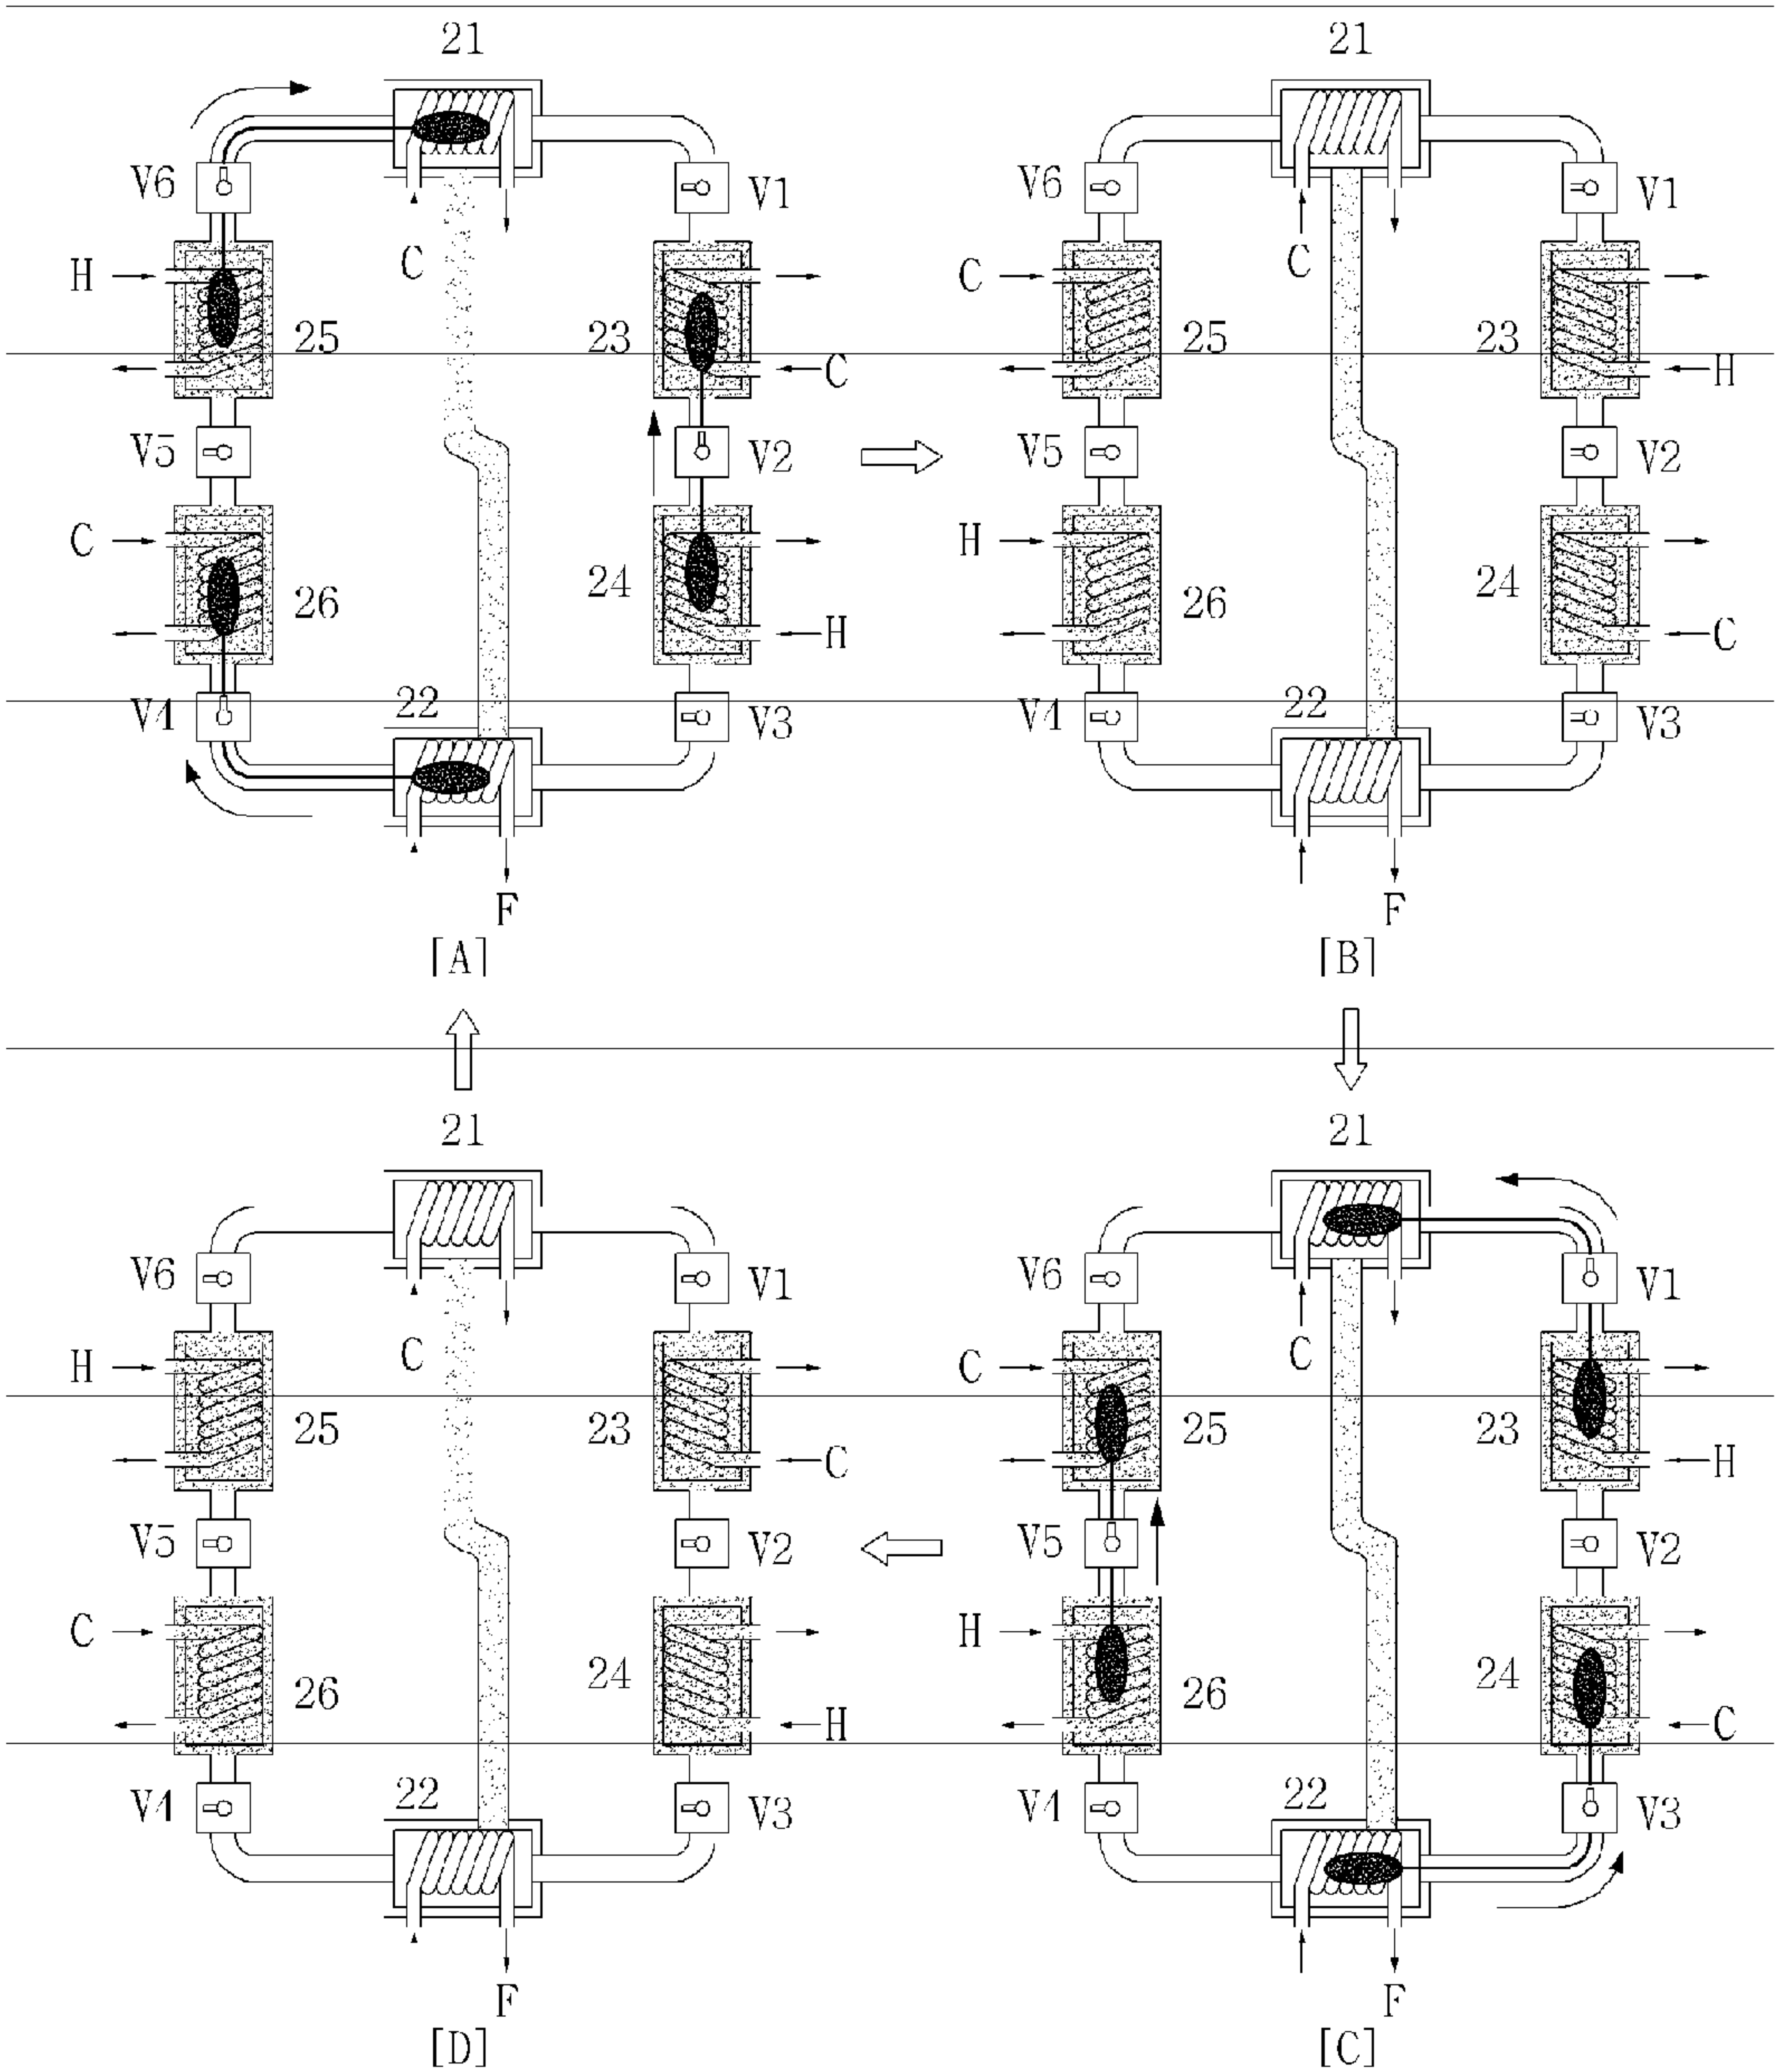 21 21
V6 V1 V6 V1
C C
H C
25 23 25 23
C H
V5 V2 V5 V2
C H
26 24 26 24
H C
22 22
V4 V3 V4 V3
F F
[A] [B]
21 21
V6 V1 V6 V1
C C
H C
25 23 25 23
C H
V5 V2 V5 V2
C H
26 24 26 24
H C
22 22
V4 V3 V4 V3
F F
[D] [C]